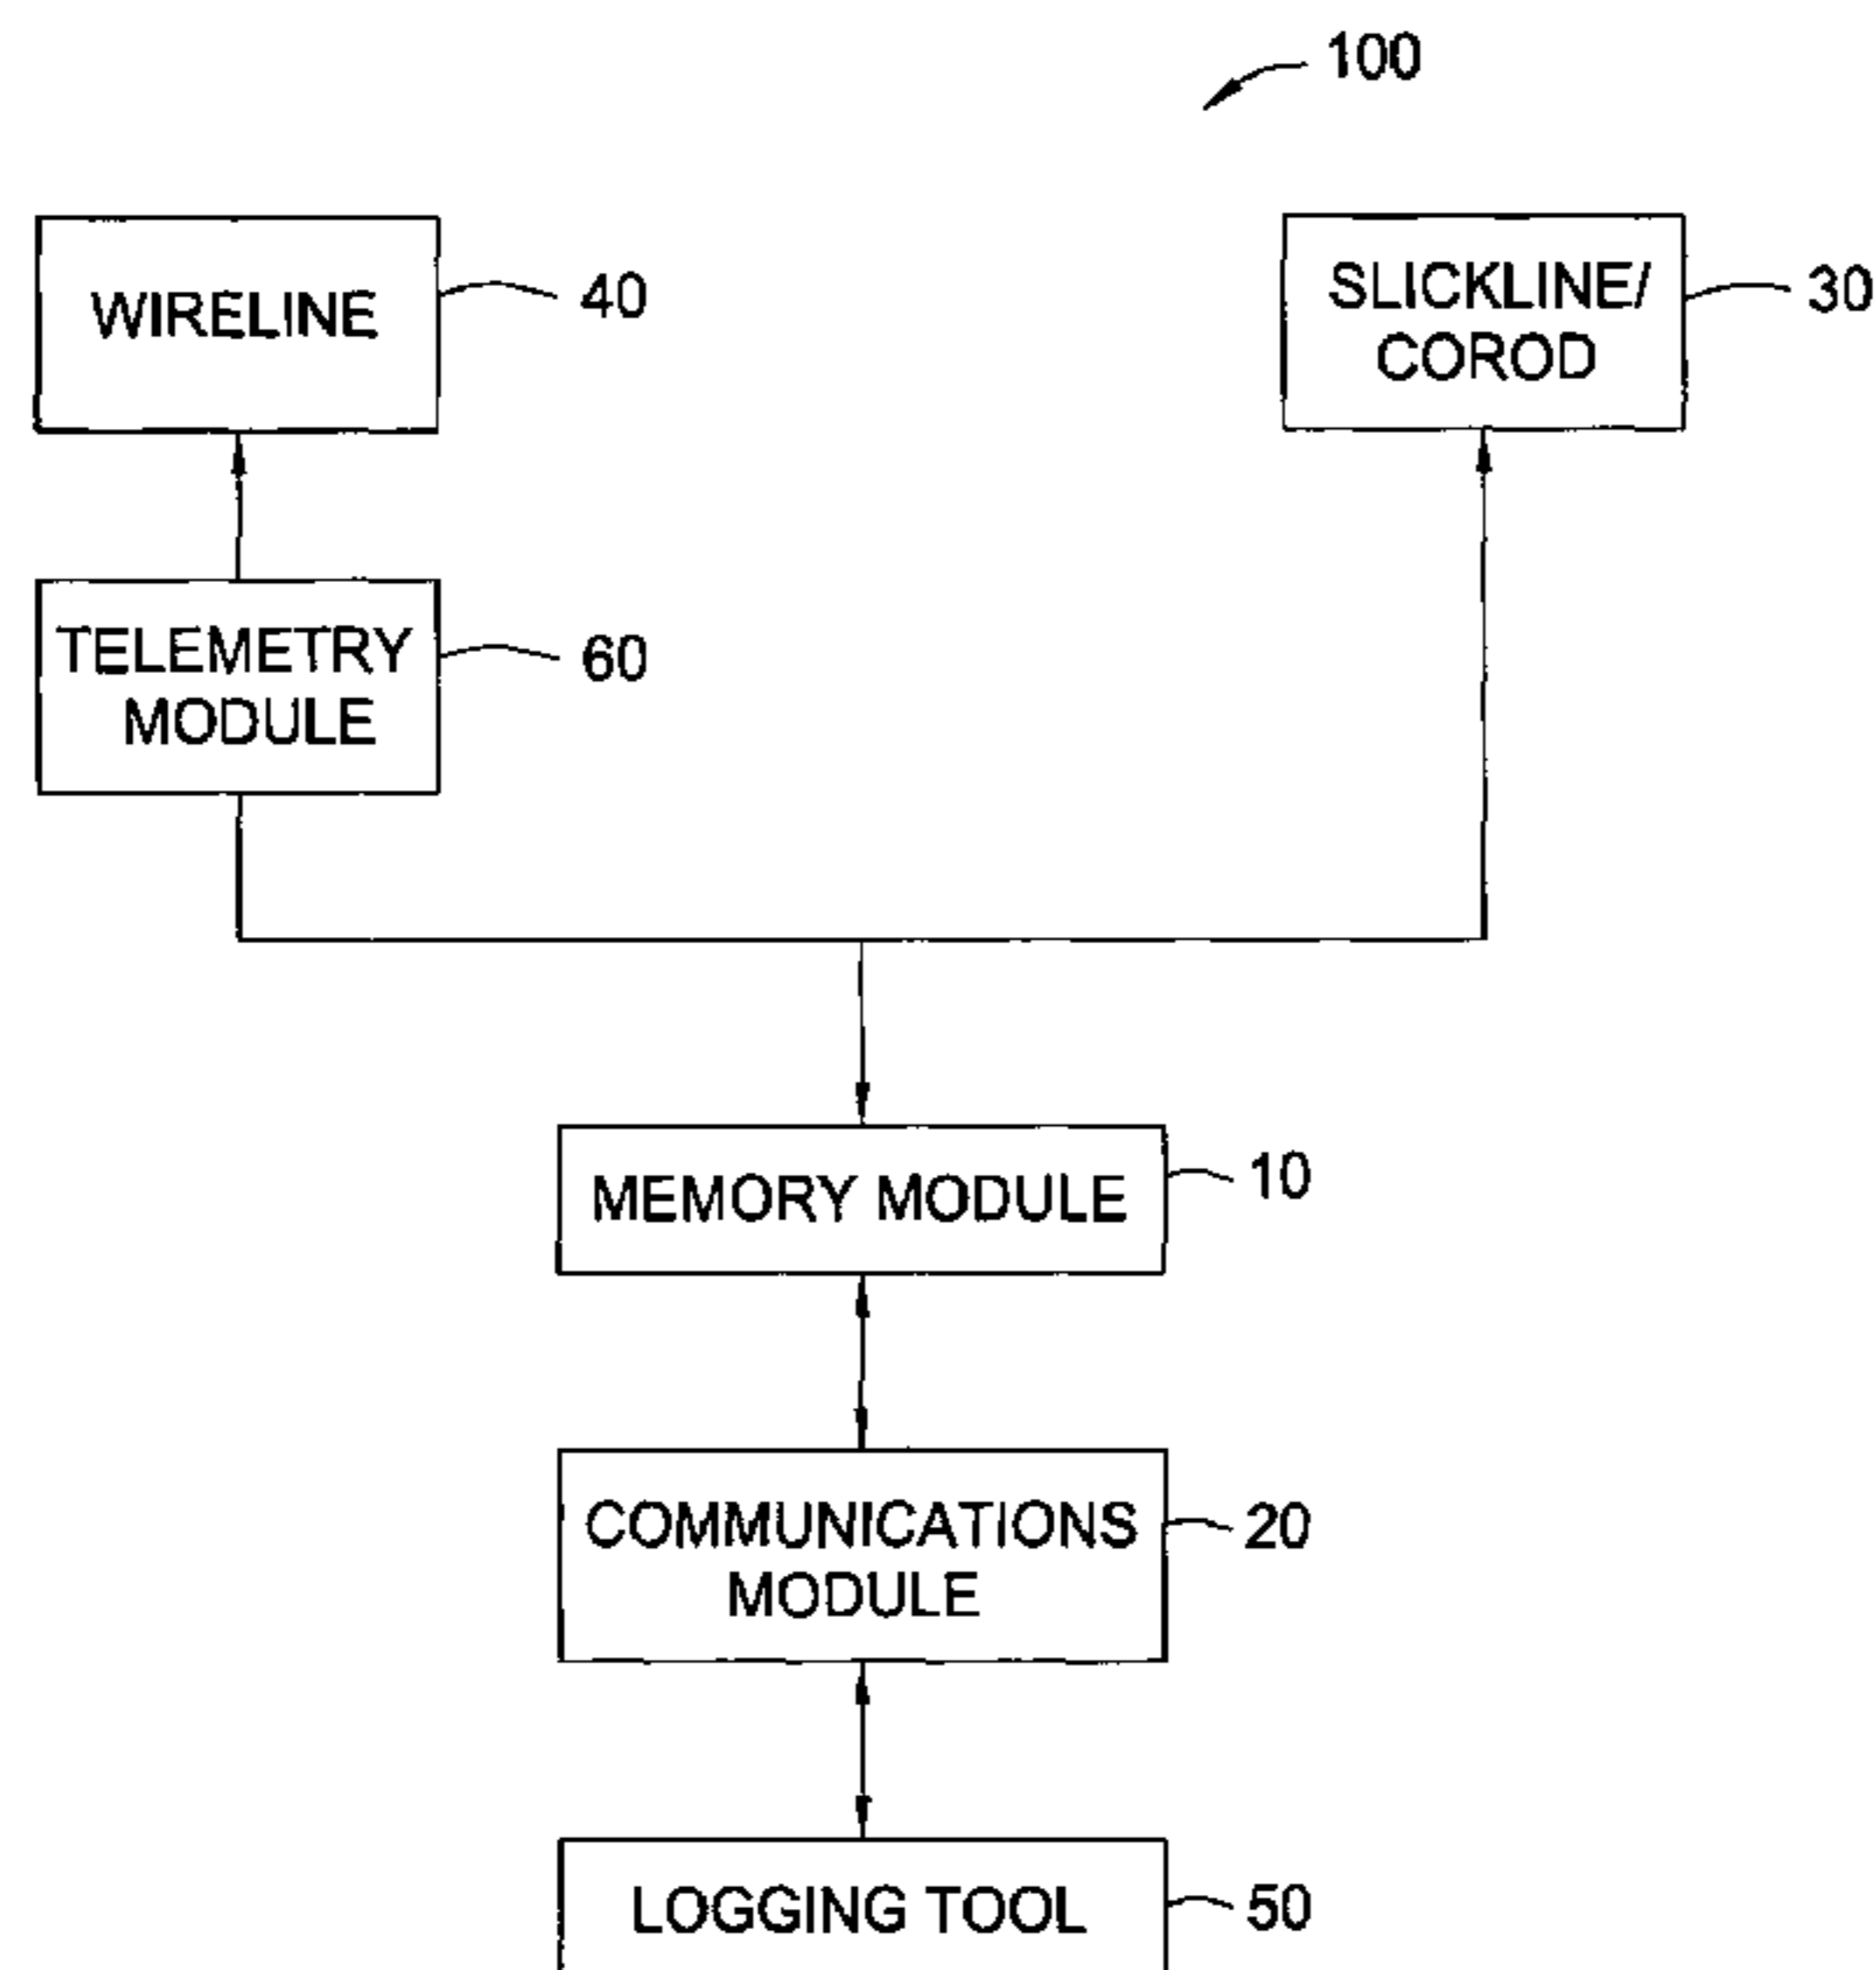 100
WIRELINE
40
SLICKLINE/
COROD
30
TELEMETRY
MODULE
60
MEMORY MODULE
10
COMMUNICATIONS
MODULE
20
LOGGING TOOL
50